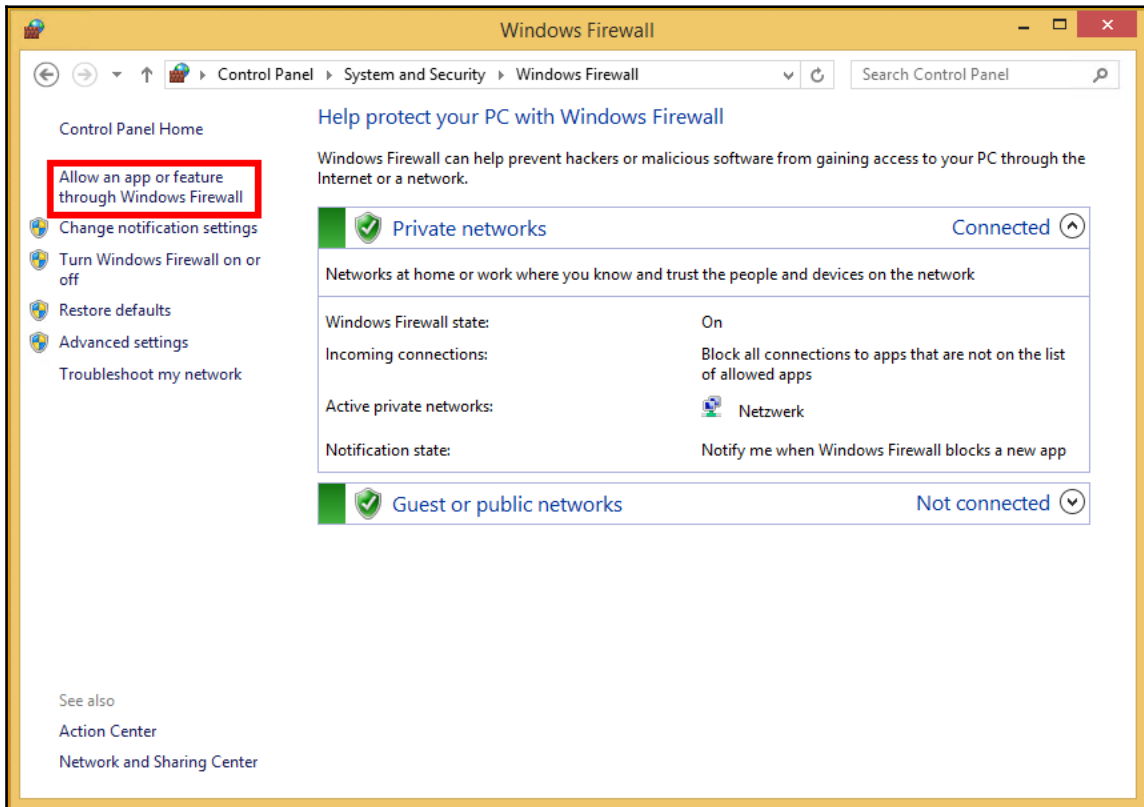 Windows Firewall
Control Panel
System and Security
Windows Firewall
Search Control Panel
Control Panel Home
Allow an app or feature
through Windows Firewall
Change notification settings
Turn Windows Firewall on or
off
Restore defaults
Advanced settings
Troubleshoot my network
See also
Action Center
Network and Sharing Center
Help protect your PC with Windows Firewall
Windows Firewall can help prevent hackers or malicious software from gaining access to your PC through the
Internet or a network.
Private networks
Connected
Networks at home or work where you know and trust the people and devices on the network
Windows Firewall state:
On
Incoming connections:
Block all connections to apps that are not on the list
of allowed apps
Active private networks:
Netzwerk
Notification state:
Notify me when Windows Firewall blocks a new app
Guest or public networks
Not connected